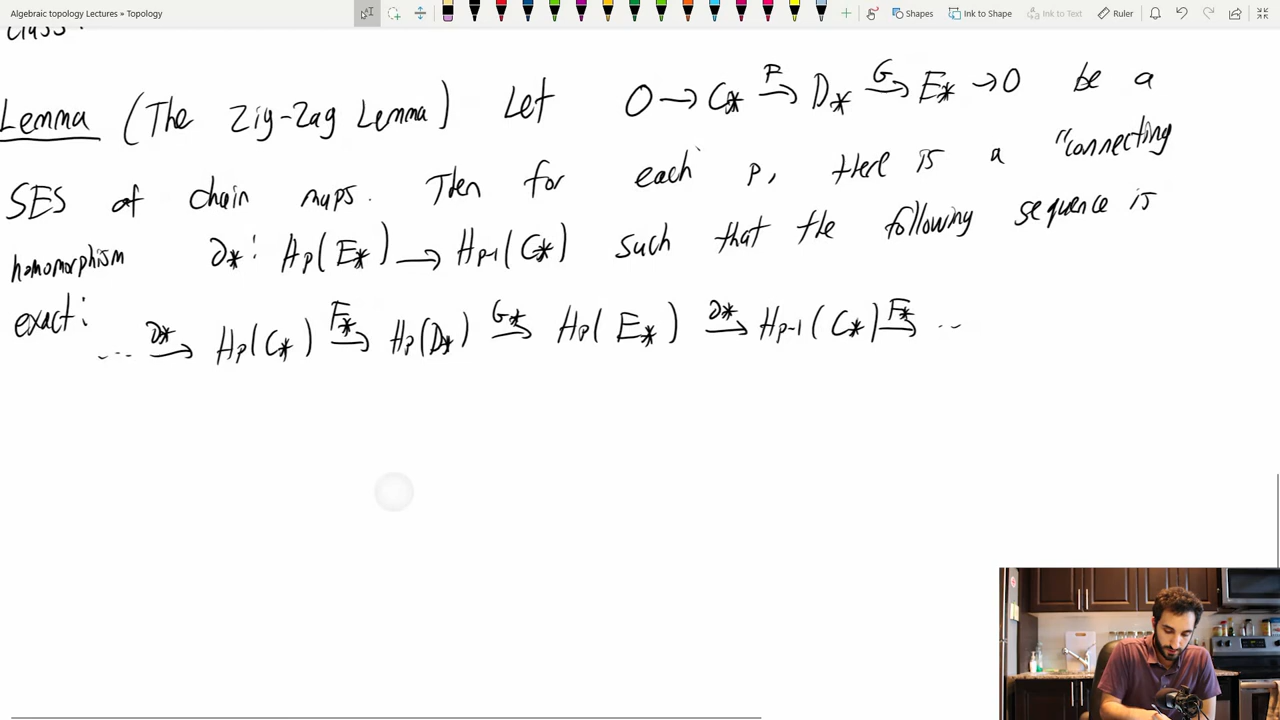 Algebraic topology Lectures » Topology
Shapes Ink to Shape Ink to Text Ruler
class.
Lemma (The Zig-Zag Lemma) Let 0 → C* F→ D* G→ E* → 0 be a
SES of chain maps. Then for each p, there is a "connecting
homomorphism ∂*: Hp(E*) → Hp-1(C*) such that the following sequence is
exact:
... ∂*→ Hp(C*) F*→ Hp(D*) G*→ Hp(E*) ∂*→ Hp-1(C*) F*→ ...